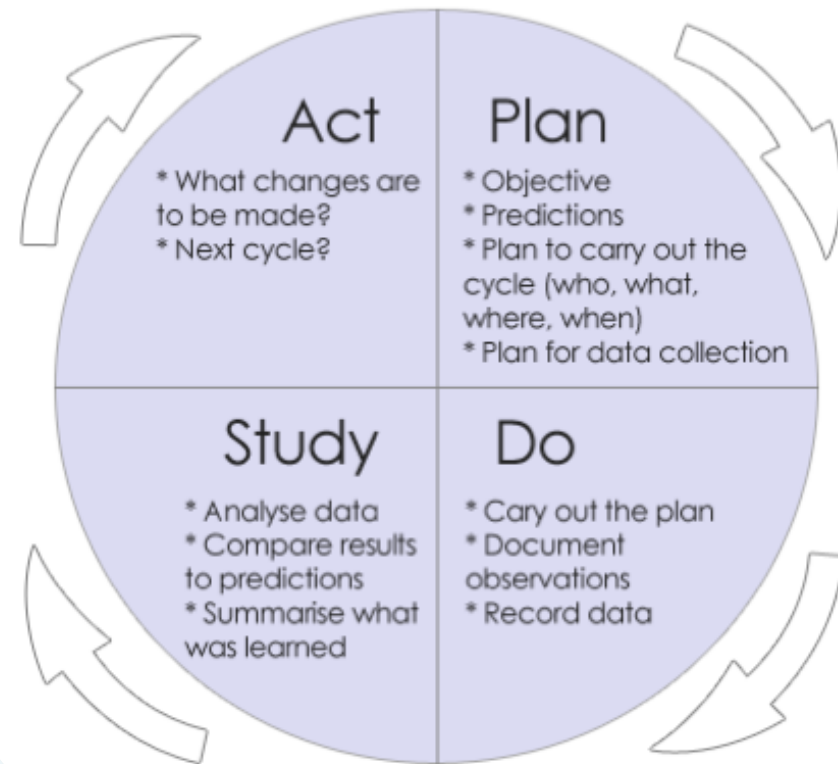 Act
* What changes are
to be made?
* Next cycle?
Plan
* Objective
* Predictions
* Plan to carry out the
cycle (who, what,
where, when)
* Plan for data collection
Study
* Analyse data
* Compare results
to predictions
* Summarise what
was learned
Do
* Cary out the plan
* Document
observations
* Record data